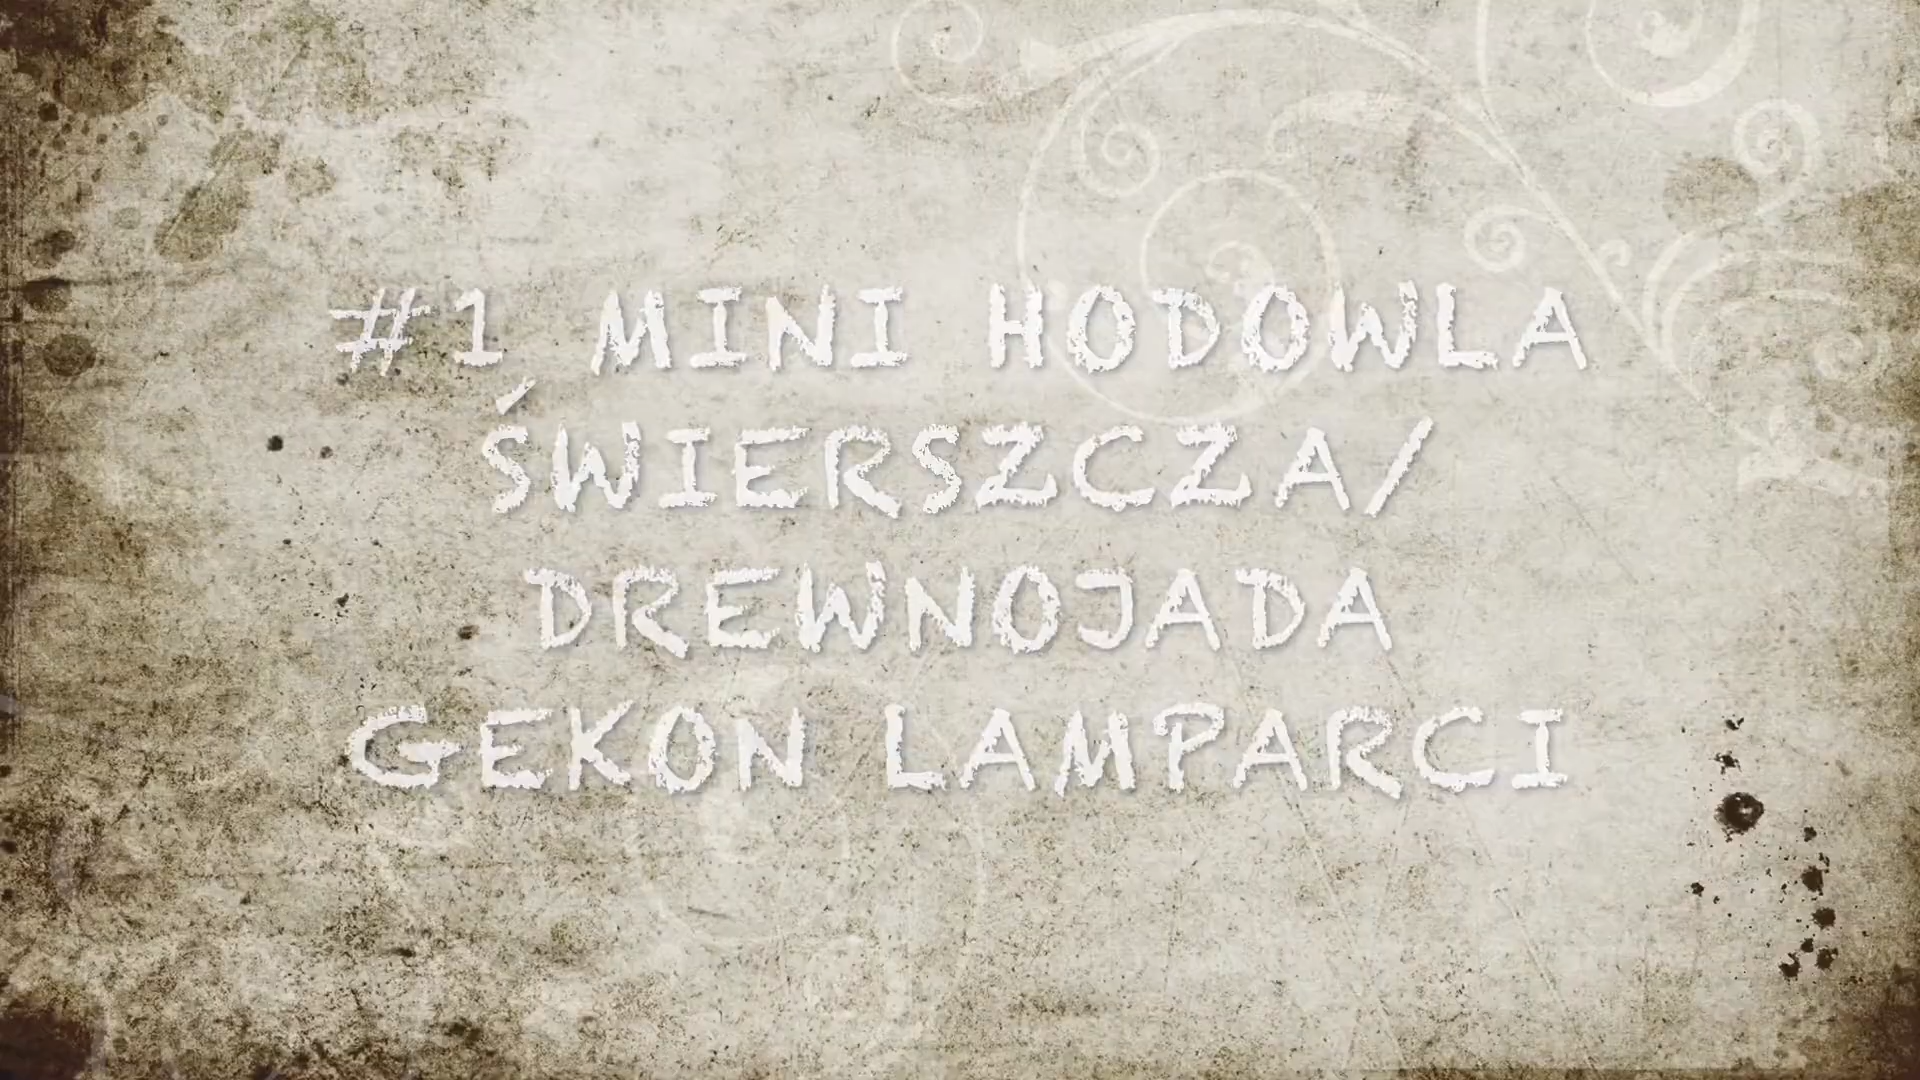 #1 MINI HODOWLA
ŚWIERSZCZA/
DREWNOJADA
GEKON LAMPARCI